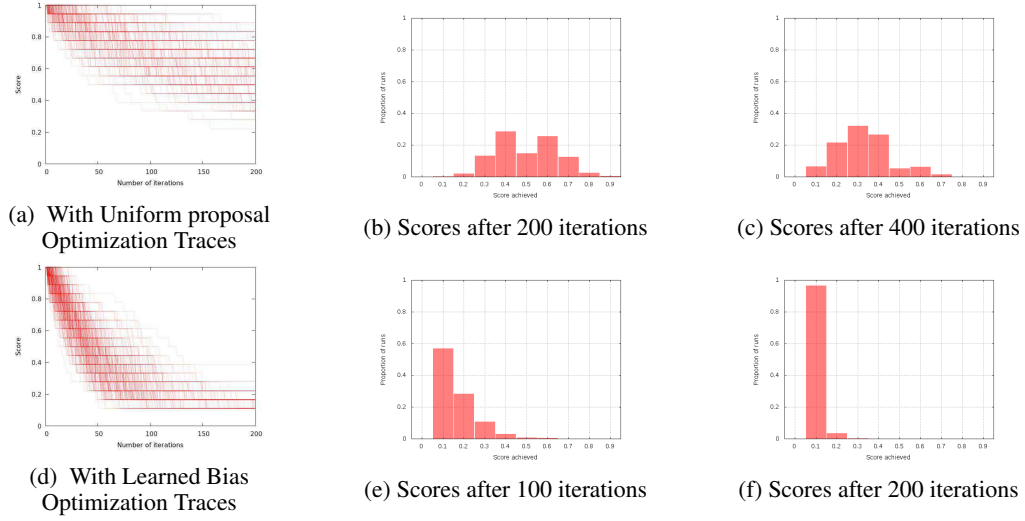 1
0.8
0.6
0.4
0.2
0
Score
0 50 100 150 200
Number of iterations
(a) With Uniform proposal
Optimization Traces
1
0.8
0.6
0.4
0.2
0
Proportion of runs
0 0.1 0.2 0.3 0.4 0.5 0.6 0.7 0.8 0.9
Score achieved
(b) Scores after 200 iterations
1
0.8
0.6
0.4
0.2
0
Proportion of runs
0 0.1 0.2 0.3 0.4 0.5 0.6 0.7 0.8 0.9
Score achieved
(c) Scores after 400 iterations
1
0.8
0.6
0.4
0.2
0
Score
0 50 100 150 200
Number of iterations
(d) With Learned Bias
Optimization Traces
1
0.8
0.6
0.4
0.2
0
Proportion of runs
0 0.1 0.2 0.3 0.4 0.5 0.6 0.7 0.8 0.9
Score achieved
(e) Scores after 100 iterations
1
0.8
0.6
0.4
0.2
0
Proportion of runs
0 0.1 0.2 0.3 0.4 0.5 0.6 0.7 0.8 0.9
Score achieved
(f) Scores after 200 iterations